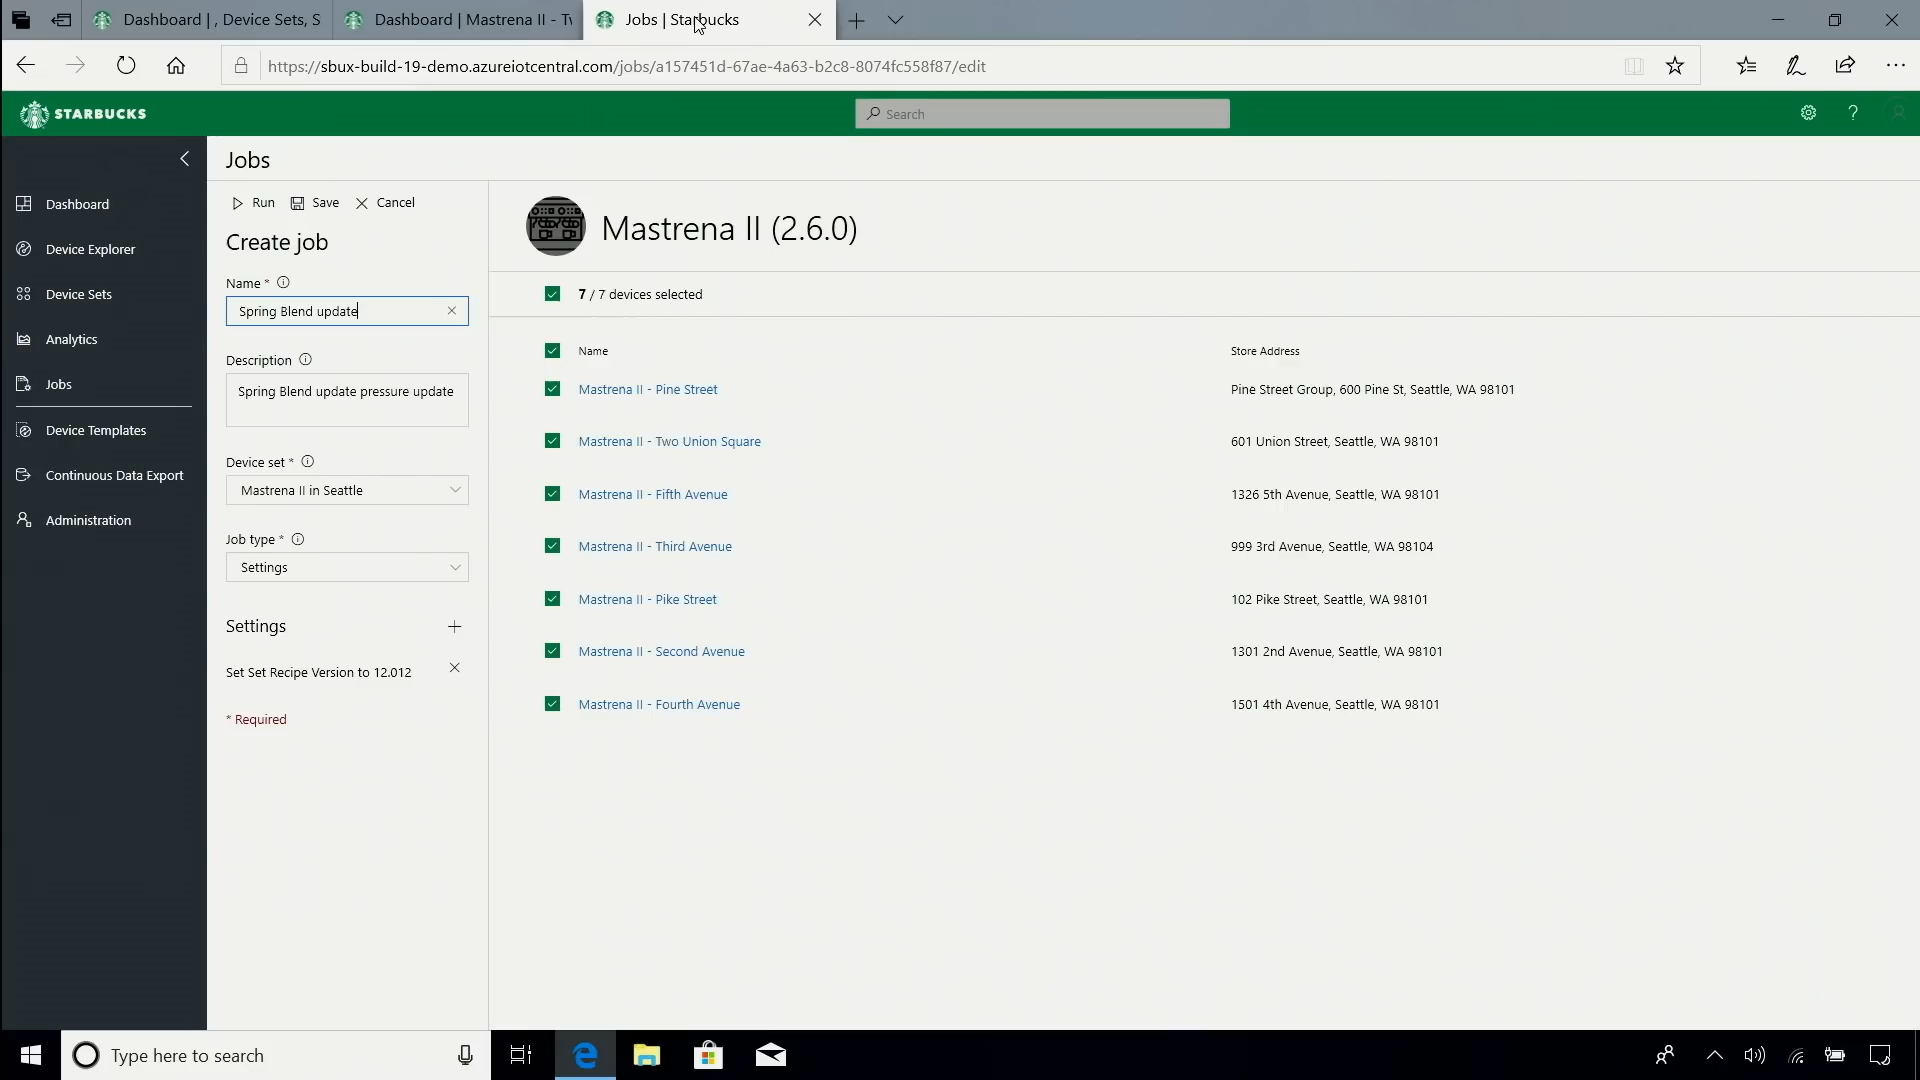 Dashboard | , Device Sets, S
Dashboard | Mastrena II - Tw
Jobs | Starbucks
https://sbux-build-19-demo.azureiotcentral.com/jobs/a157451d-67ae-4a63-b2c8-8074fc558f87/edit
STARBUCKS
Search
?
Jobs
Run
Save
Cancel
Create job
Dashboard
Device Explorer
Device Sets
Analytics
Jobs
Device Templates
Continuous Data Export
Administration
Name *
Spring Blend update
Description
Spring Blend update pressure update
Device set *
Mastrena II in Seattle
Job type *
Settings
Settings
Set Set Recipe Version to 12.012
* Required
Mastrena II (2.6.0)
7 / 7 devices selected
Name Store Address
Mastrena II - Pine Street Pine Street Group, 600 Pine St, Seattle, WA 98101
Mastrena II - Two Union Square 601 Union Street, Seattle, WA 98101
Mastrena II - Fifth Avenue 1326 5th Avenue, Seattle, WA 98101
Mastrena II - Third Avenue 999 3rd Avenue, Seattle, WA 98104
Mastrena II - Pike Street 102 Pike Street, Seattle, WA 98101
Mastrena II - Second Avenue 1301 2nd Avenue, Seattle, WA 98101
Mastrena II - Fourth Avenue 1501 4th Avenue, Seattle, WA 98101
Type here to search